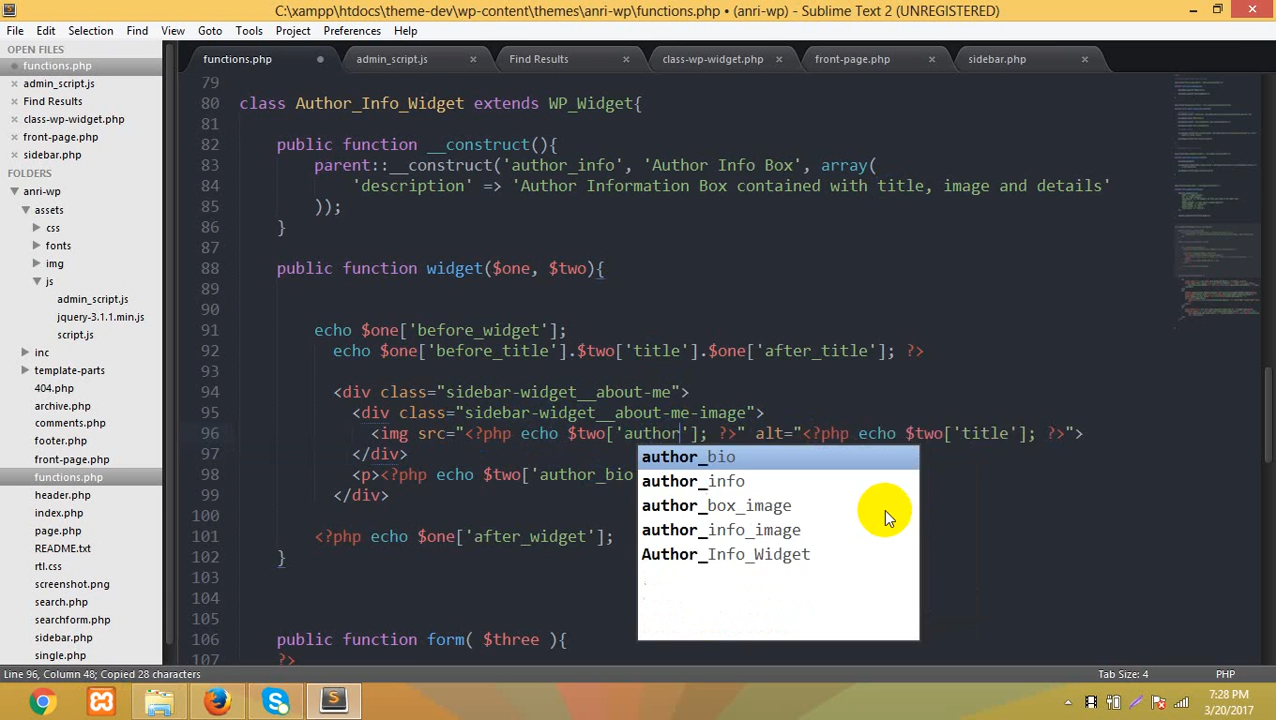 C:\xampp\htdocs\theme-dev\wp-content\themes\anri-wp\functions.php • (anri-wp) - Sublime Text 2 (UNREGISTERED)
File Edit Selection Find View Goto Tools Project Preferences Help
OPEN FILES
functions.php
admin_script.js
Find Results
class-wp-widget.php
front-page.php
sidebar.php
FOLDERS
anri-wp
assets
css
fonts
img
js
admin_script.js
jquery-3.1.1.min.js
script.js
inc
template-parts
404.php
archive.php
comments.php
footer.php
front-page.php
functions.php
header.php
index.php
page.php
README.txt
rtl.css
screenshot.png
search.php
searchform.php
sidebar.php
single.php
functions.php admin_script.js Find Results class-wp-widget.php front-page.php sidebar.php
79
80 class Author_Info_Widget extends WP_Widget{
81
82 public function __construct(){
83 parent::__construct('author_info', 'Author Info Box', array(
84 'description' => 'Author Information Box contained with title, image and details'
85 ));
86 }
87
88 public function widget($one, $two){
89
90
91 echo $one['before_widget'];
92 echo $one['before_title'].$two['title'].$one['after_title']; ?>
93
94 <div class="sidebar-widget__about-me">
95 <div class="sidebar-widget__about-me-image">
96 <img src="<?php echo $two['author']; ?>" alt="<?php echo $two['title']; ?>">
97 </div>
98 <p><?php echo $two['author_bio
99 </div>
100
101 <?php echo $one['after_widget'];
102 }
103
104
105
106 public function form( $three ){
107 ?>
author_bio
author_info
author_box_image
author_info_image
Author_Info_Widget
Line 96, Column 48; Copied 28 characters Tab Size: 4 PHP
7:28 PM
3/20/2017